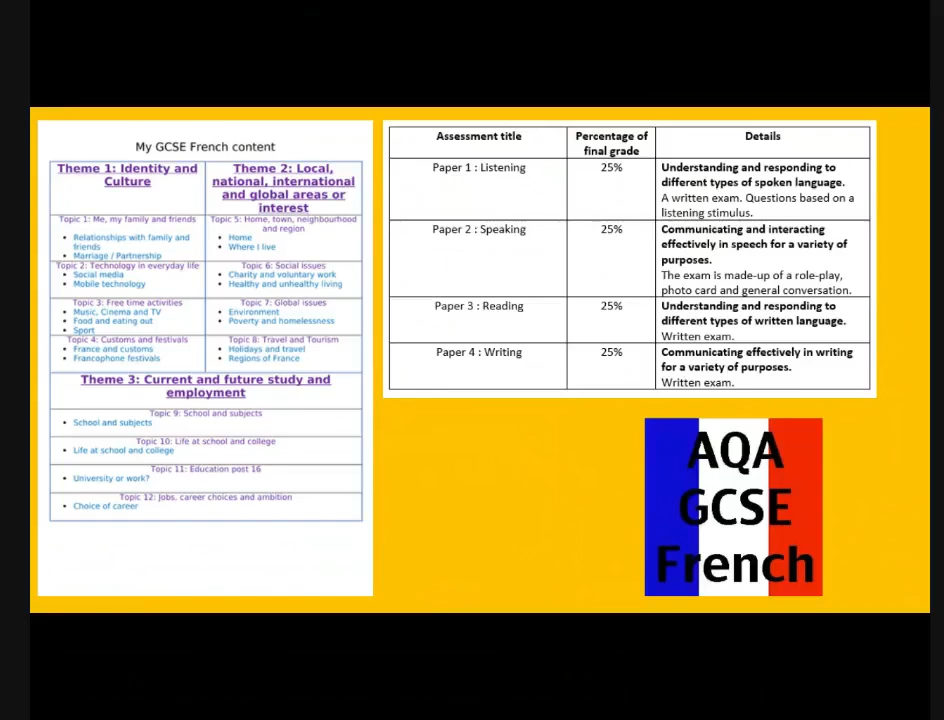 My GCSE French content
Theme 1: Identity and
Culture
Theme 2: Local,
national, international
and global areas or
interest
Topic 1: Me, my family and friends
Relationships with family and
friends
Marriage / Partnership
Topic 5: Home, town, neighbourhood
and region
Home
Where I live
Topic 2: Technology in everyday life
Social media
Mobile technology
Topic 6: Social issues
Charity and voluntary work
Healthy and unhealthy living
Topic 3: Free time activities
Music, Cinema and TV
Food and eating out
Sport
Topic 7: Global issues
Environment
Poverty and homelessness
Topic 4: Customs and festivals
France and customs
Francophone festivals
Topic 8: Travel and Tourism
Holidays and travel
Regions of France
Theme 3: Current and future study and
employment
Topic 9: School and subjects
School and subjects
Topic 10: Life at school and college
Life at school and college
Topic 11: Education post 16
University or work?
Topic 12: Jobs, career choices and ambition
Choice of career
Assessment title
Percentage of
final grade
Details
Paper 1 : Listening
25%
Understanding and responding to
different types of spoken language.
A written exam. Questions based on a
listening stimulus.
Paper 2 : Speaking
25%
Communicating and interacting
effectively in speech for a variety of
purposes.
The exam is made-up of a role-play,
photo card and general conversation.
Paper 3 : Reading
25%
Understanding and responding to
different types of written language.
Written exam.
Paper 4 : Writing
25%
Communicating effectively in writing
for a variety of purposes.
Written exam.
AQA
GCSE
French